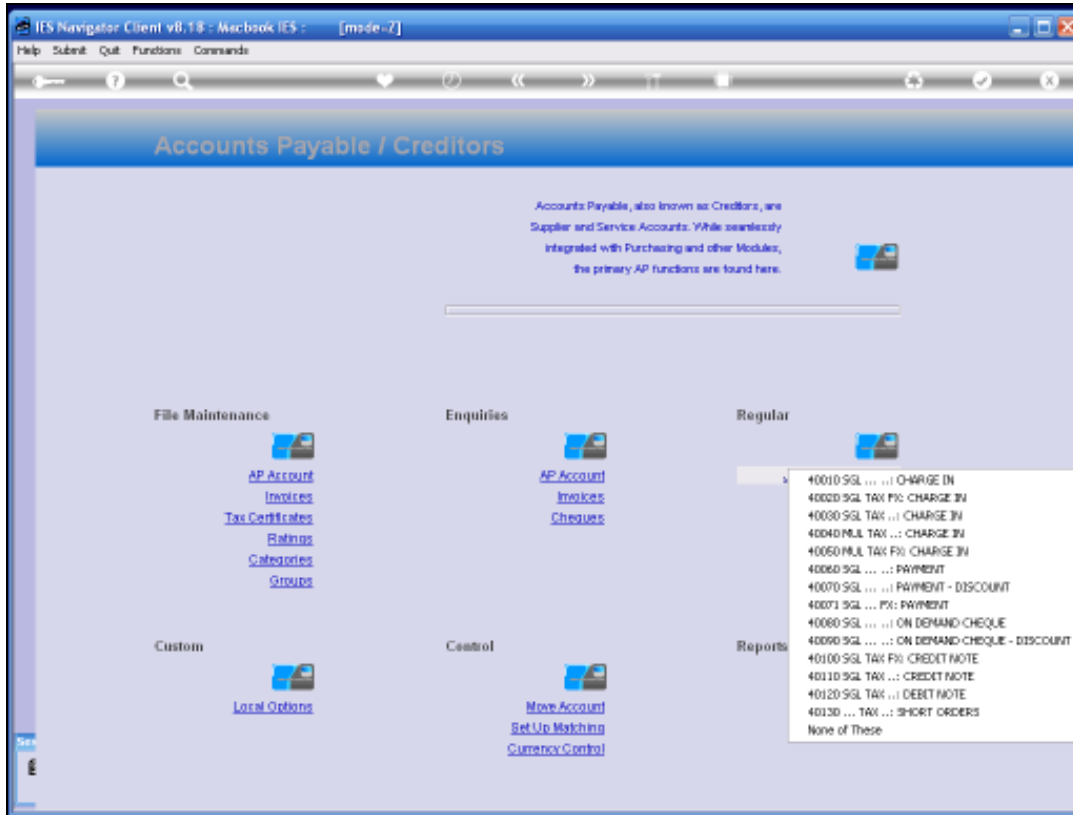 IES Navigator Client v8.18 : Macbook IES : [mode=2]
Help Submit Quit Functions Commands
Accounts Payable / Creditors
Accounts Payable, also known as Creditors, are
Supplier and Service Accounts. While seamlessly
integrated with Purchasing and other Modules,
the primary AP functions are found here.
File Maintenance
AP Account
Invoices
Tax Certificates
Ratings
Categories
Groups
Enquiries
AP Account
Invoices
Cheques
Regular
40010 SGL ... ..: CHARGE IN
40020 SGL TAX FX: CHARGE IN
40030 SGL TAX ..: CHARGE IN
40040 MUL TAX ..: CHARGE IN
40050 MUL TAX FX: CHARGE IN
40060 SGL ... ..: PAYMENT
40070 SGL ... ..: PAYMENT - DISCOUNT
40071 SGL ... FX: PAYMENT
40080 SGL ... ..: ON DEMAND CHEQUE
40090 SGL ... ..: ON DEMAND CHEQUE - DISCOUNT
40100 SGL TAX FX: CREDIT NOTE
40110 SGL TAX ..: CREDIT NOTE
40120 SGL TAX ..: DEBIT NOTE
40130 ... TAX ..: SHORT ORDERS
None of These
Custom
Local Options
Control
Move Account
Set Up Matching
Currency Control
Reports